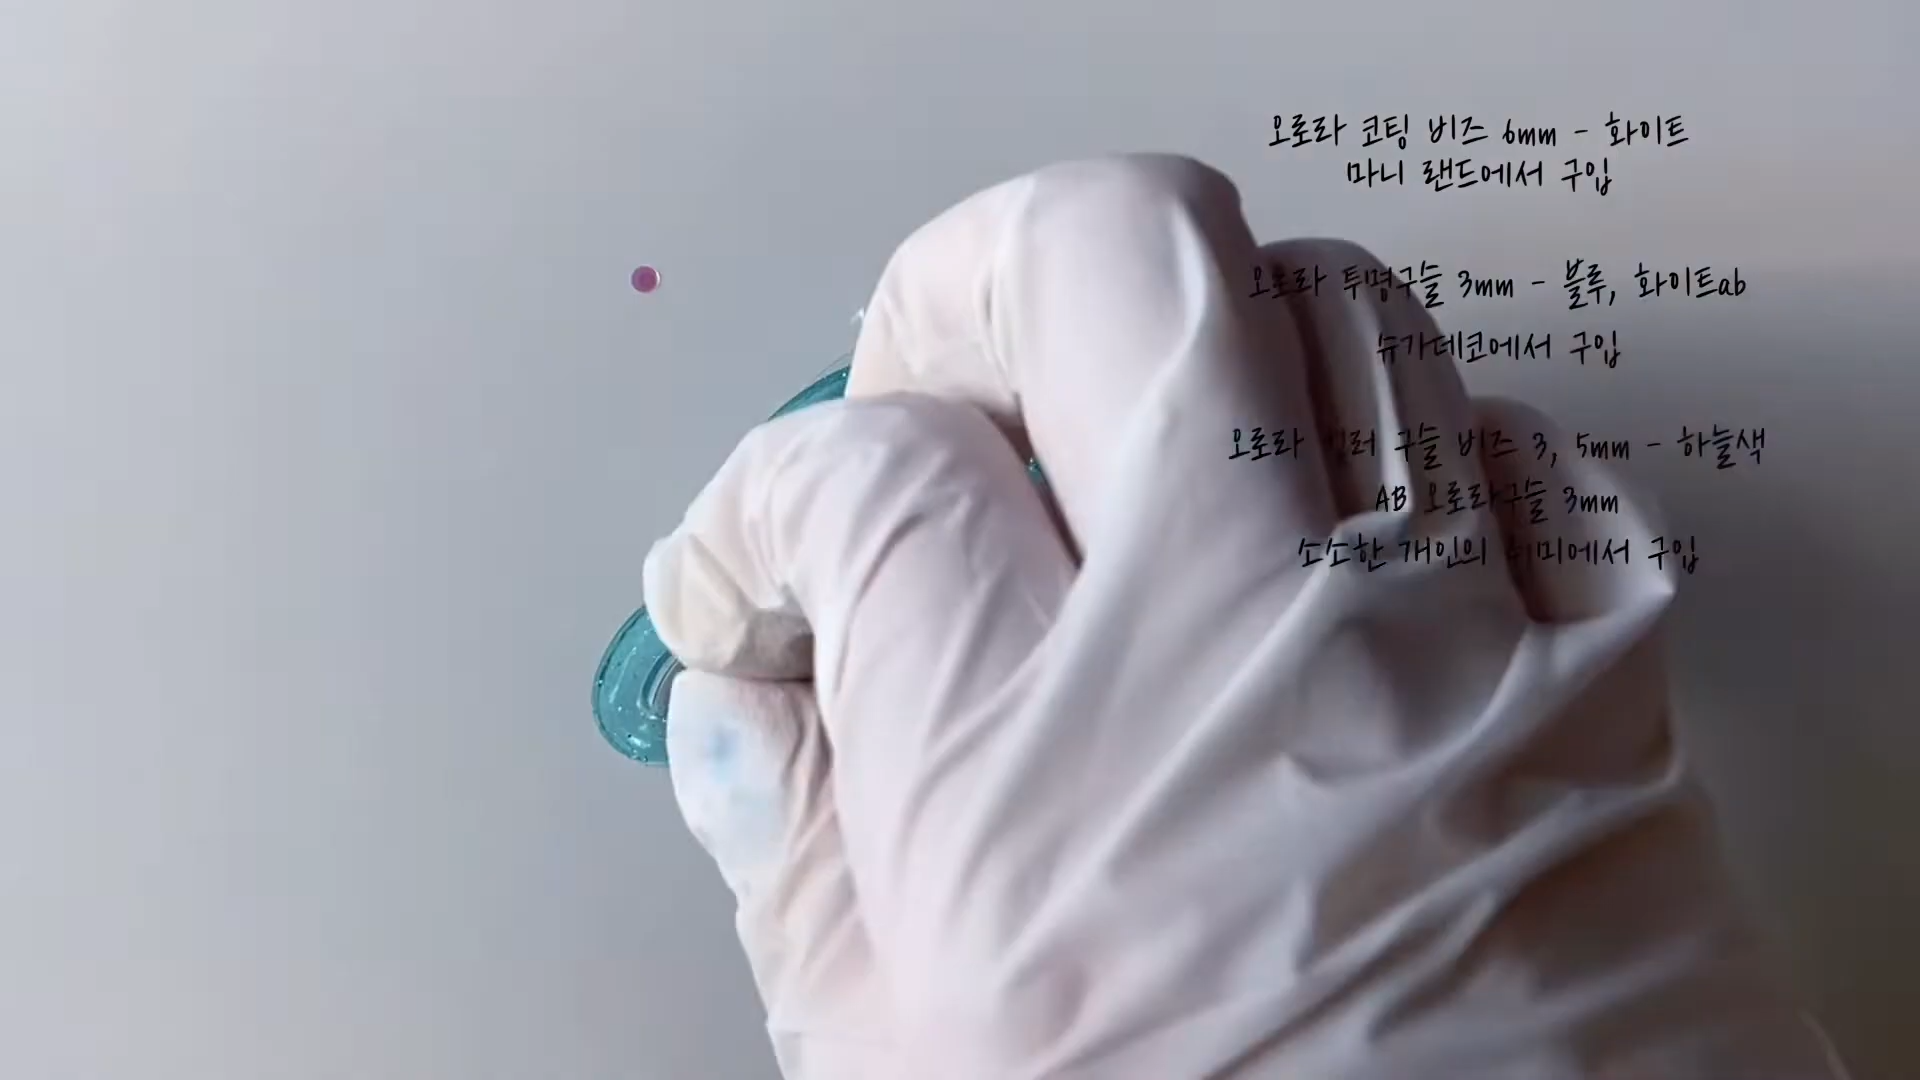 오로라 코팅 비즈 6mm - 화이트
마니 랜드에서 구입
오로라 투명구슬 3mm - 블루, 화이트ab
슈가데코에서 구입
오로라 컬러 구슬 비즈 3, 5mm - 하늘색
AB 오로라구슬 3mm
소소한 개인의 취미에서 구입